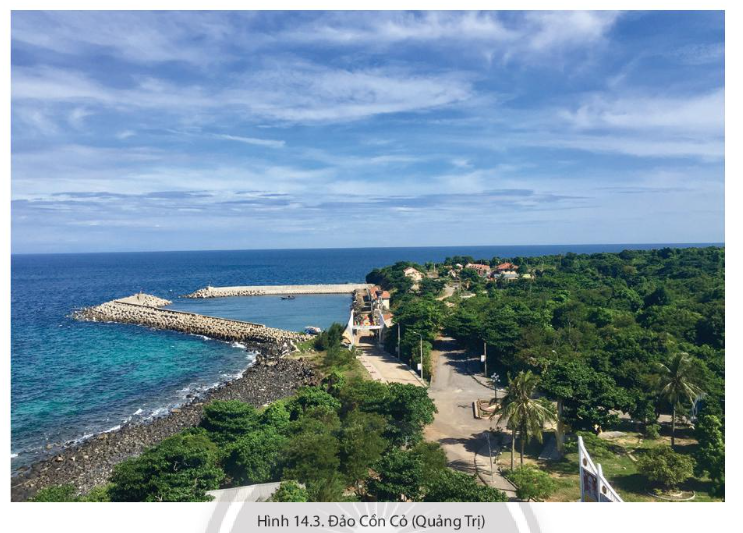 Hình 14.3. Đảo Cồn Cỏ (Quảng Trị)